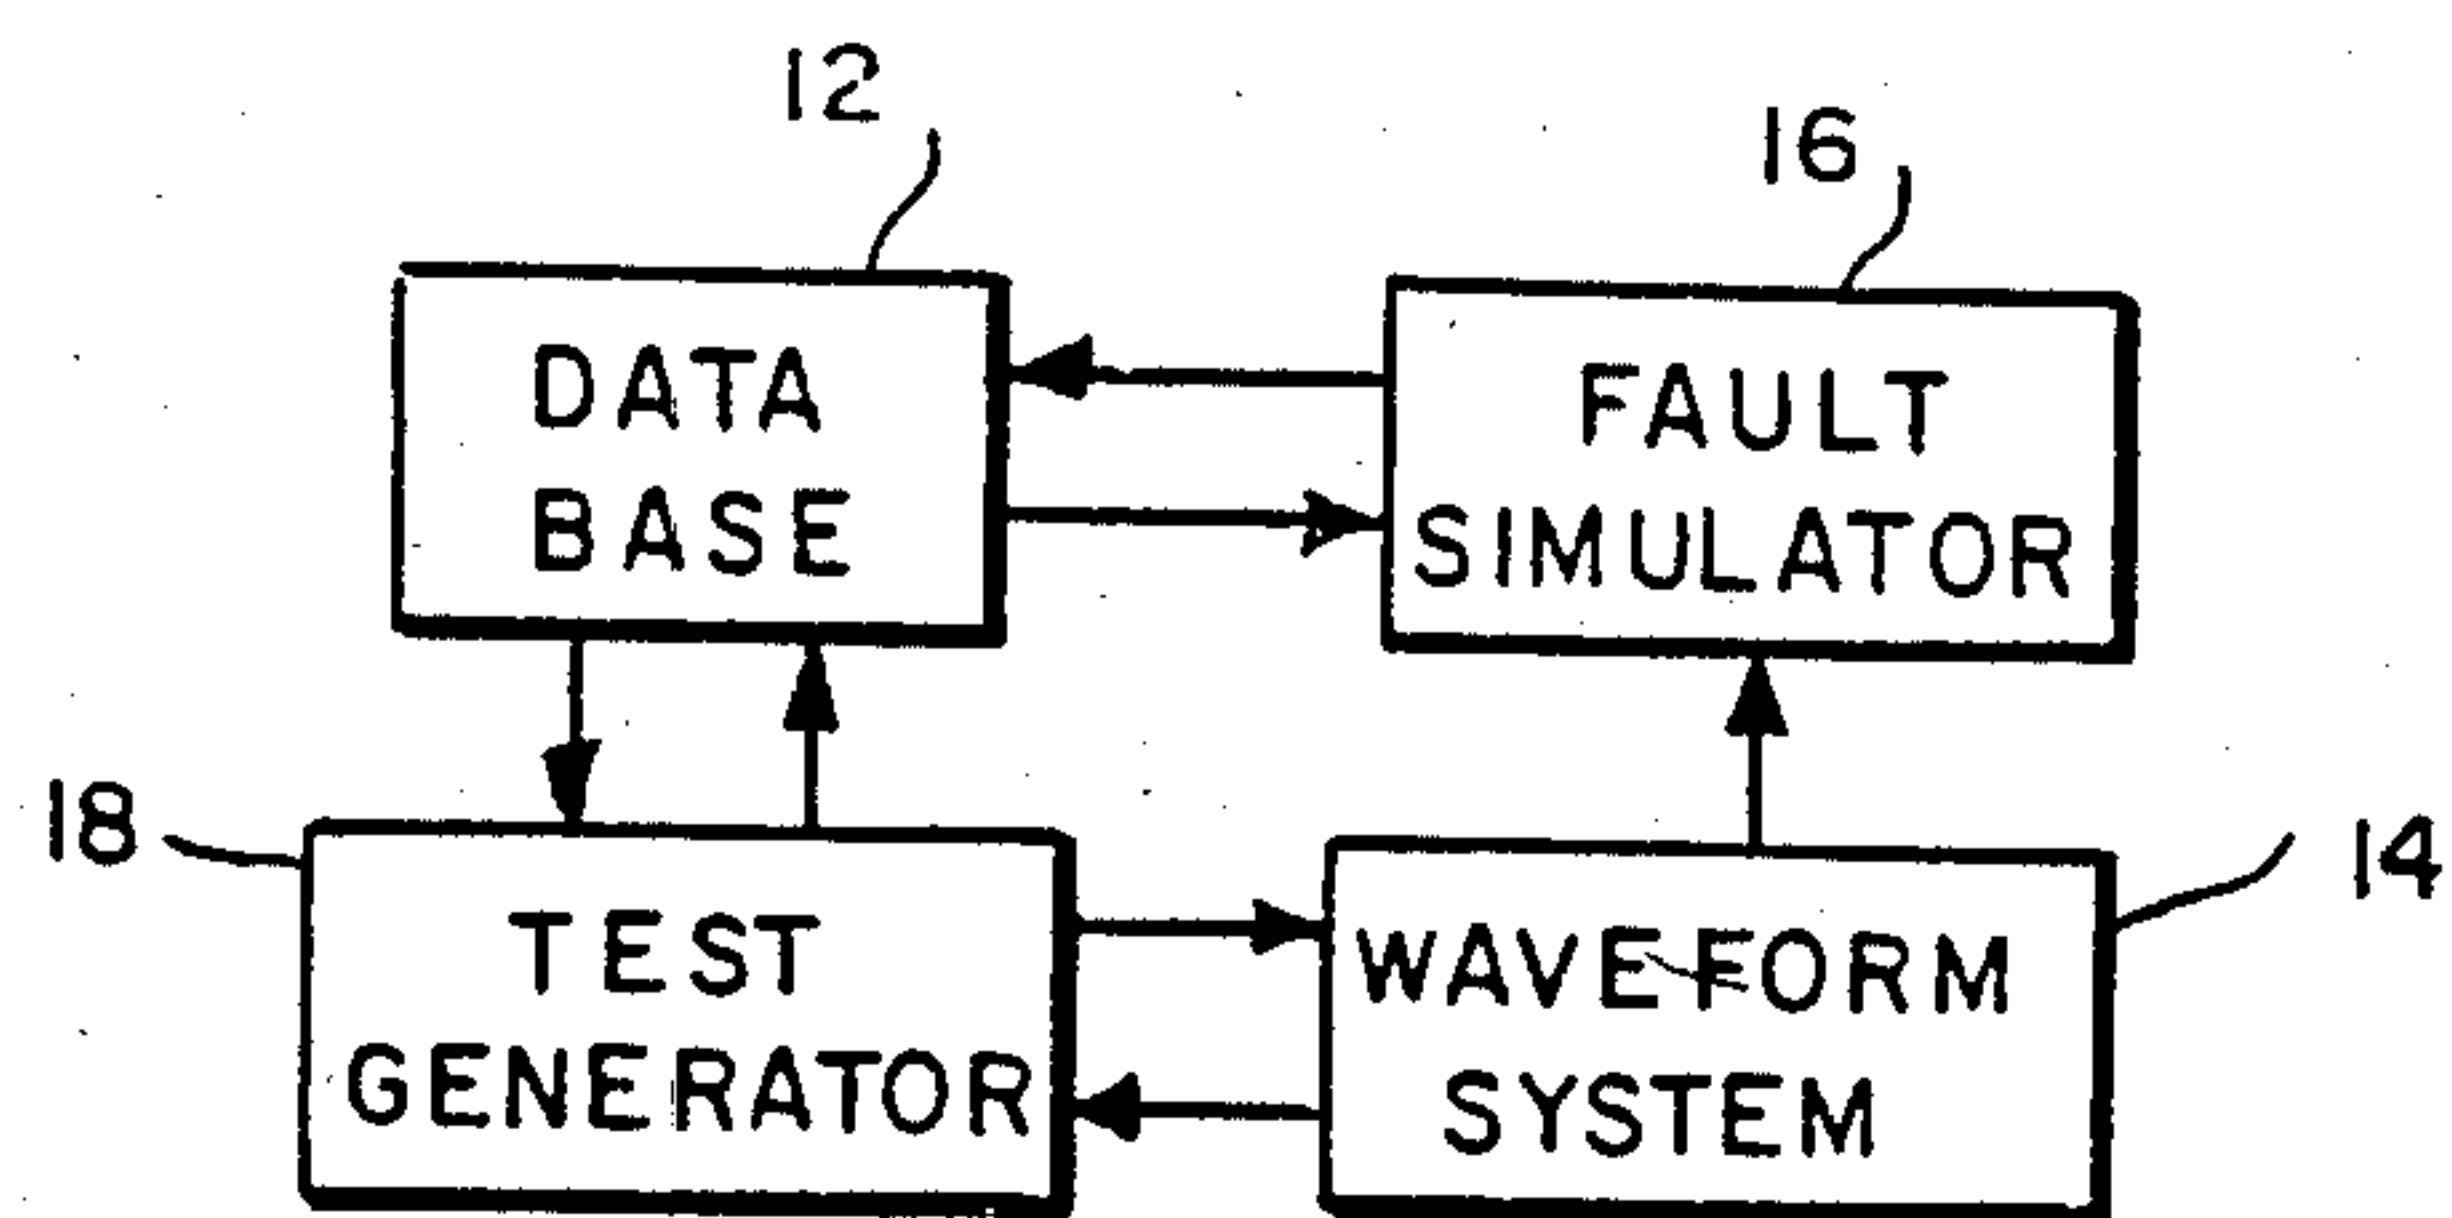 12
16
DATA
BASE
FAULT
SIMULATOR
18
14
TEST
GENERATOR
WAVEFORM
SYSTEM